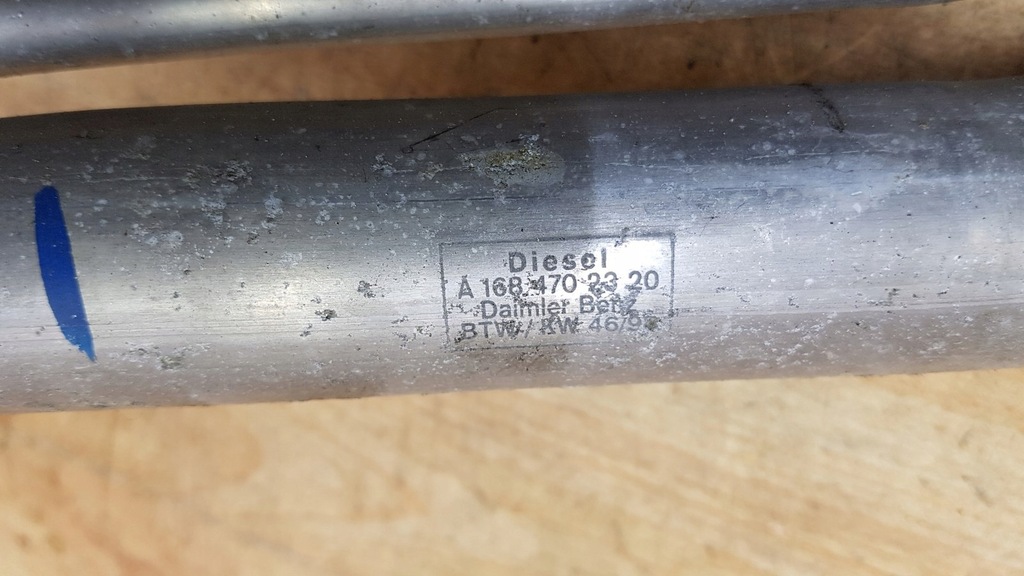 Diesel
A 168 470 23 20
Daimler Benz
BTW / KW 46/9